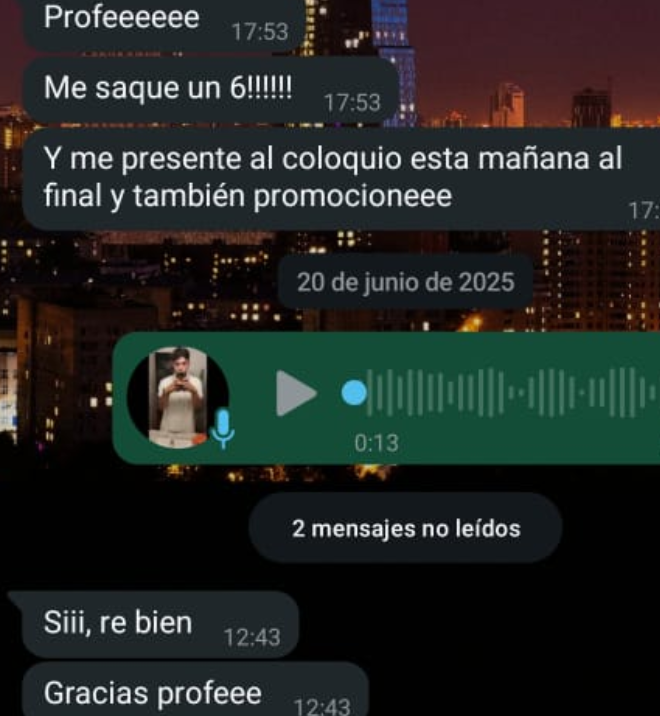 Profeeeeee
17:53
Me saque un 6!!!!!!
17:53
Y me presente al coloquio esta mañana al
final y también promocioneee
17:
20 de junio de 2025
0:13
2 mensajes no leídos
Siii, re bien
12:43
Gracias profeee
12:43